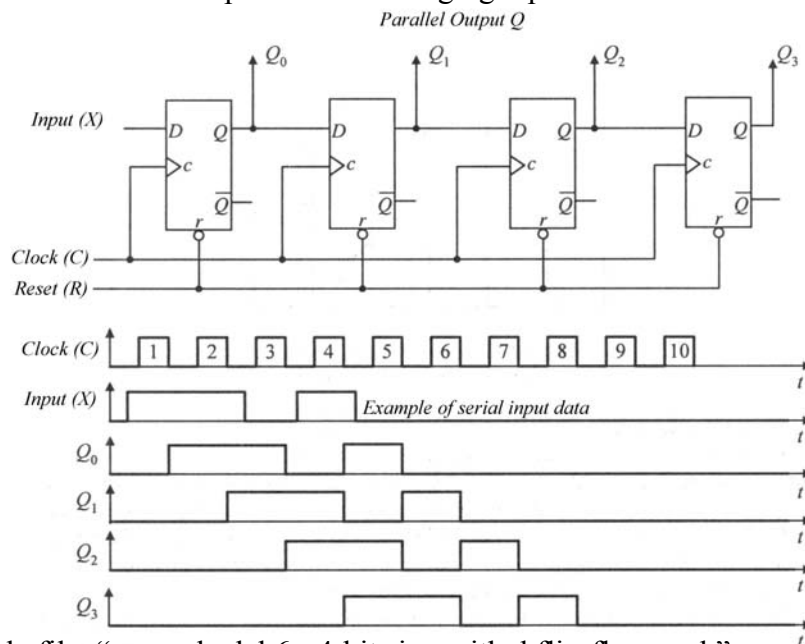 Parallel Output Q
Q0 Q1 Q2 Q3
Input (X)
D Q D Q D Q D Q
c c c c
Q̅ Q̅ Q̅ Q̅
r r r r
Clock (C)
Reset (R)
Clock (C) 1 2 3 4 5 6 7 8 9 10
t
Input (X) Example of serial input data
t
Q0
t
Q1
t
Q2
t
Q3
t